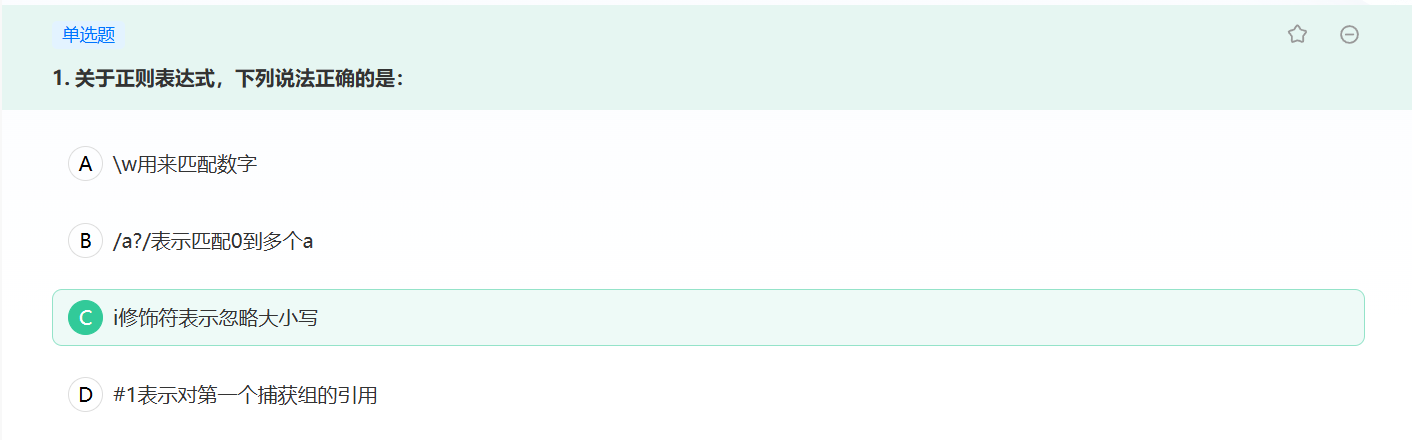 单选题
1. 关于正则表达式，下列说法正确的是：
A \w用来匹配数字
B /a?/表示匹配0到多个a
C i修饰符表示忽略大小写
D #1表示对第一个捕获组的引用